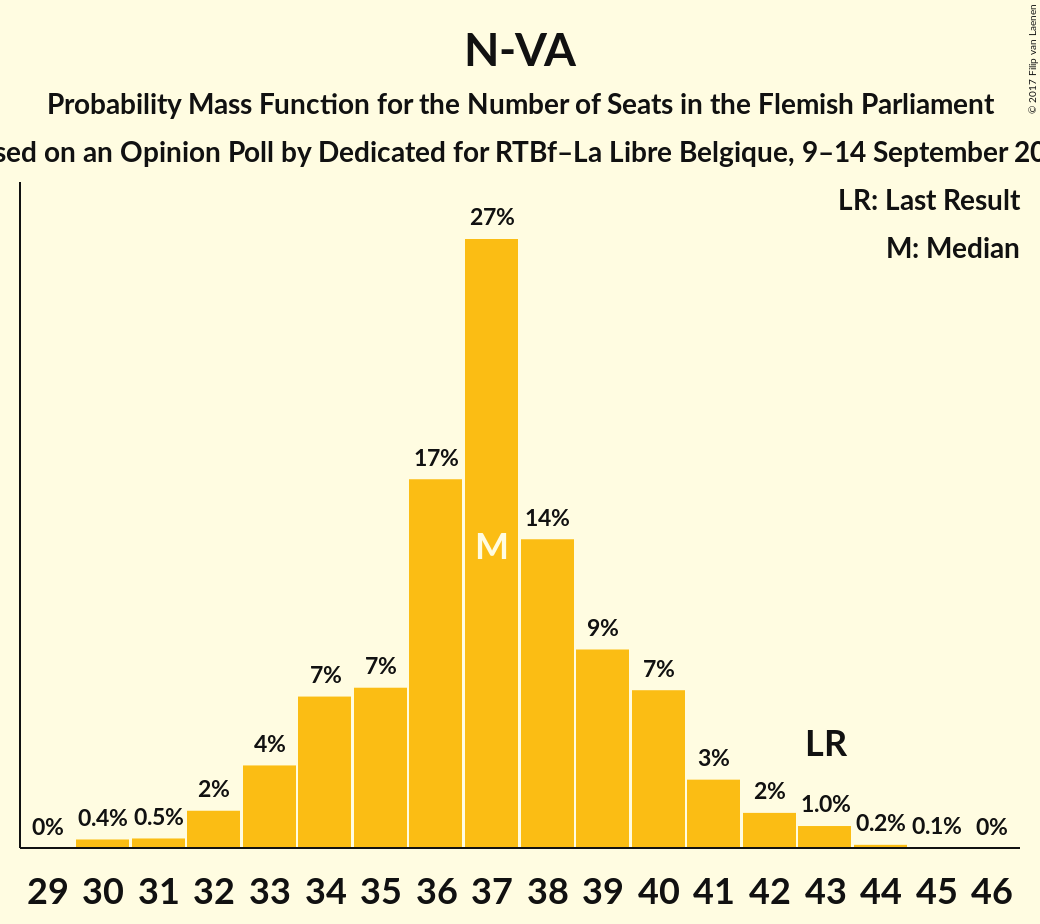 N-VA
Probability Mass Function for the Number of Seats in the Flemish Parliament
on an Opinion Poll by Dedicated for RTBf–La Libre Belgique, 9–14 September
© 2017 Filip van Laenen
LR: Last Result
M: Median
27%
17%
14%
9%
7%
7%
7%
4%
3%
2%
2%
1.0%
0.5%
0.4%
0.2%
0.1%
0%
0%
M
LR
29 30 31 32 33 34 35 36 37 38 39 40 41 42 43 44 45 46